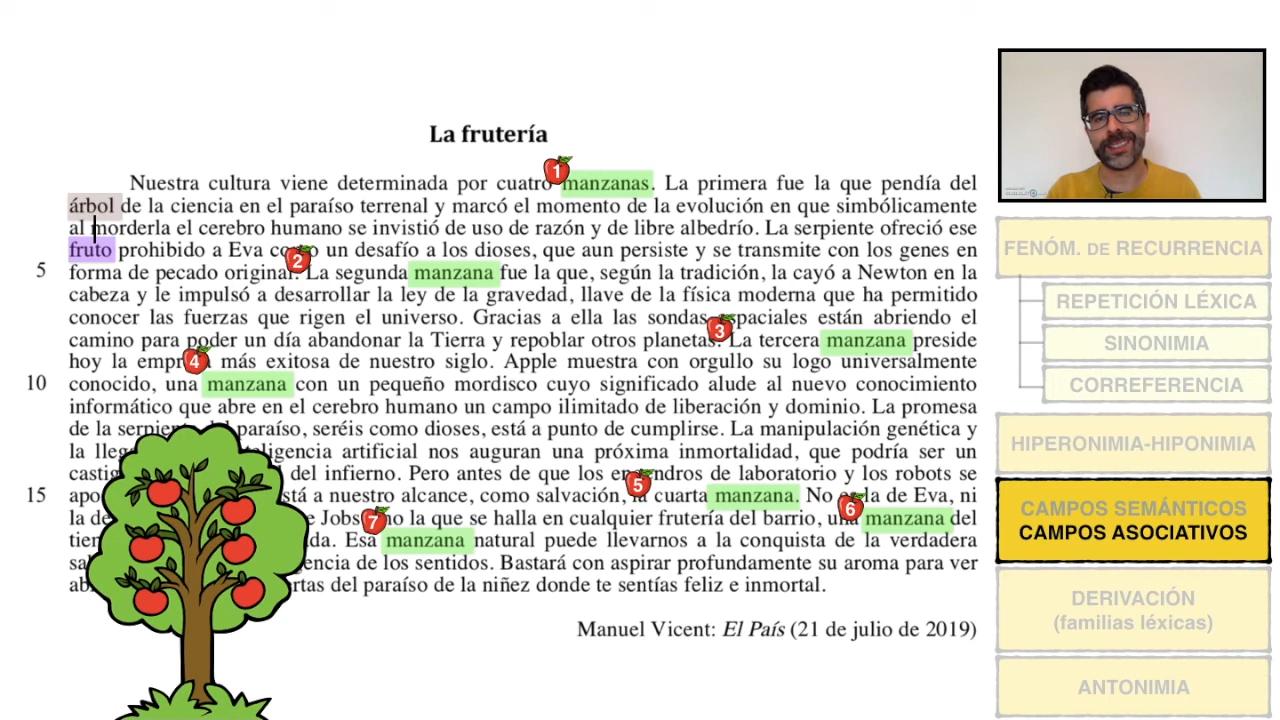 La frutería
1
Nuestra cultura viene determinada por cuatro manzanas. La primera fue la que pendía del
árbol de la ciencia en el paraíso terrenal y marcó el momento de la evolución en que simbólicamente
al morderla el cerebro humano se invistió de uso de razón y de libre albedrío. La serpiente ofreció ese
fruto prohibido a Eva como un desafío a los dioses, que aun persiste y se transmite con los genes en
2
5 forma de pecado original. La segunda manzana fue la que, según la tradición, la cayó a Newton en la
cabeza y le impulsó a desarrollar la ley de la gravedad, llave de la física moderna que ha permitido
conocer las fuerzas que rigen el universo. Gracias a ella las sondas espaciales están abriendo el
3
camino para poder un día abandonar la Tierra y repoblar otros planetas. La tercera manzana preside
4
hoy la empresa más exitosa de nuestro siglo. Apple muestra con orgullo su logo universalmente
10 conocido, una manzana con un pequeño mordisco cuyo significado alude al nuevo conocimiento
informático que abre en el cerebro humano un campo ilimitado de liberación y dominio. La promesa
de la serpiente del paraíso, seréis como dioses, está a punto de cumplirse. La manipulación genética y
la inteligencia artificial nos auguran una próxima inmortalidad, que podría ser un
del infierno. Pero antes de que los engendros de laboratorio y los robots se
5
15 está a nuestro alcance, como salvación, la cuarta manzana. No es la de Eva, ni
6
7
la de Jobs sino la que se halla en cualquier frutería del barrio, una manzana del
Esa manzana natural puede llevarnos a la conquista de la verdadera
de los sentidos. Bastará con aspirar profundamente su aroma para ver
del paraíso de la niñez donde te sentías feliz e inmortal.
Manuel Vicent: El País (21 de julio de 2019)
FENÓM. DE RECURRENCIA
REPETICIÓN LÉXICA
SINONIMIA
CORREFERENCIA
HIPERONIMIA-HIPONIMIA
CAMPOS SEMÁNTICOS
CAMPOS ASOCIATIVOS
DERIVACIÓN
(familias léxicas)
ANTONIMIA